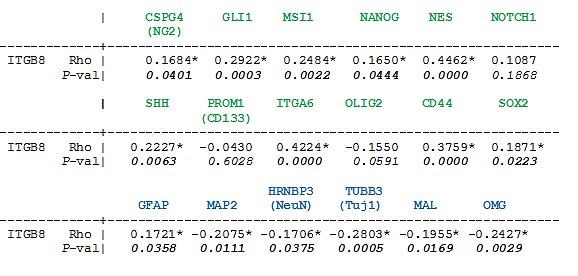 | CSPG4 GLI1 MSI1 NANOG NES NOTCH1
(NG2)
ITGB8 Rho | 0.1684* 0.2922* 0.2484* 0.1650* 0.4462* 0.1087
P-val| 0.0401 0.0003 0.0022 0.0444 0.0000 0.1868
| SHH PROM1 ITGA6 OLIG2 CD44 SOX2
(CD133)
ITGB8 Rho | 0.2227* -0.0430 0.4224* -0.1550 0.3759* 0.1871*
P-val| 0.0063 0.6028 0.0000 0.0591 0.0000 0.0223
HRNBP3 TUBB3
GFAP MAP2 (NeuN) (Tuj1) MAL OMG
ITGB8 Rho | 0.1721* -0.2075* -0.1706* -0.2803* -0.1955* -0.2427*
P-val| 0.0358 0.0111 0.0375 0.0005 0.0169 0.0029